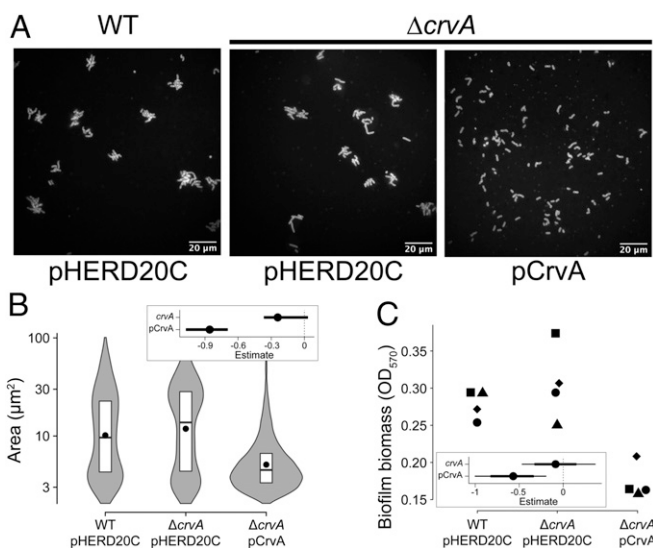 A
WT
ΔcrvA
20 µm
20 µm
20 µm
pHERD20C
pHERD20C
pCrvA
B
crvA
pCrvA
-0.9
-0.6
-0.3
0
Estimate
100
30
10
3
Area (µm²)
WT
pHERD20C
ΔcrvA
pHERD20C
ΔcrvA
pCrvA
C
0.35
0.30
0.25
0.20
0.15
Biofilm biomass (OD₅₇₀)
crvA
pCrvA
-1
-0.5
0
Estimate
WT
pHERD20C
ΔcrvA
pHERD20C
ΔcrvA
pCrvA